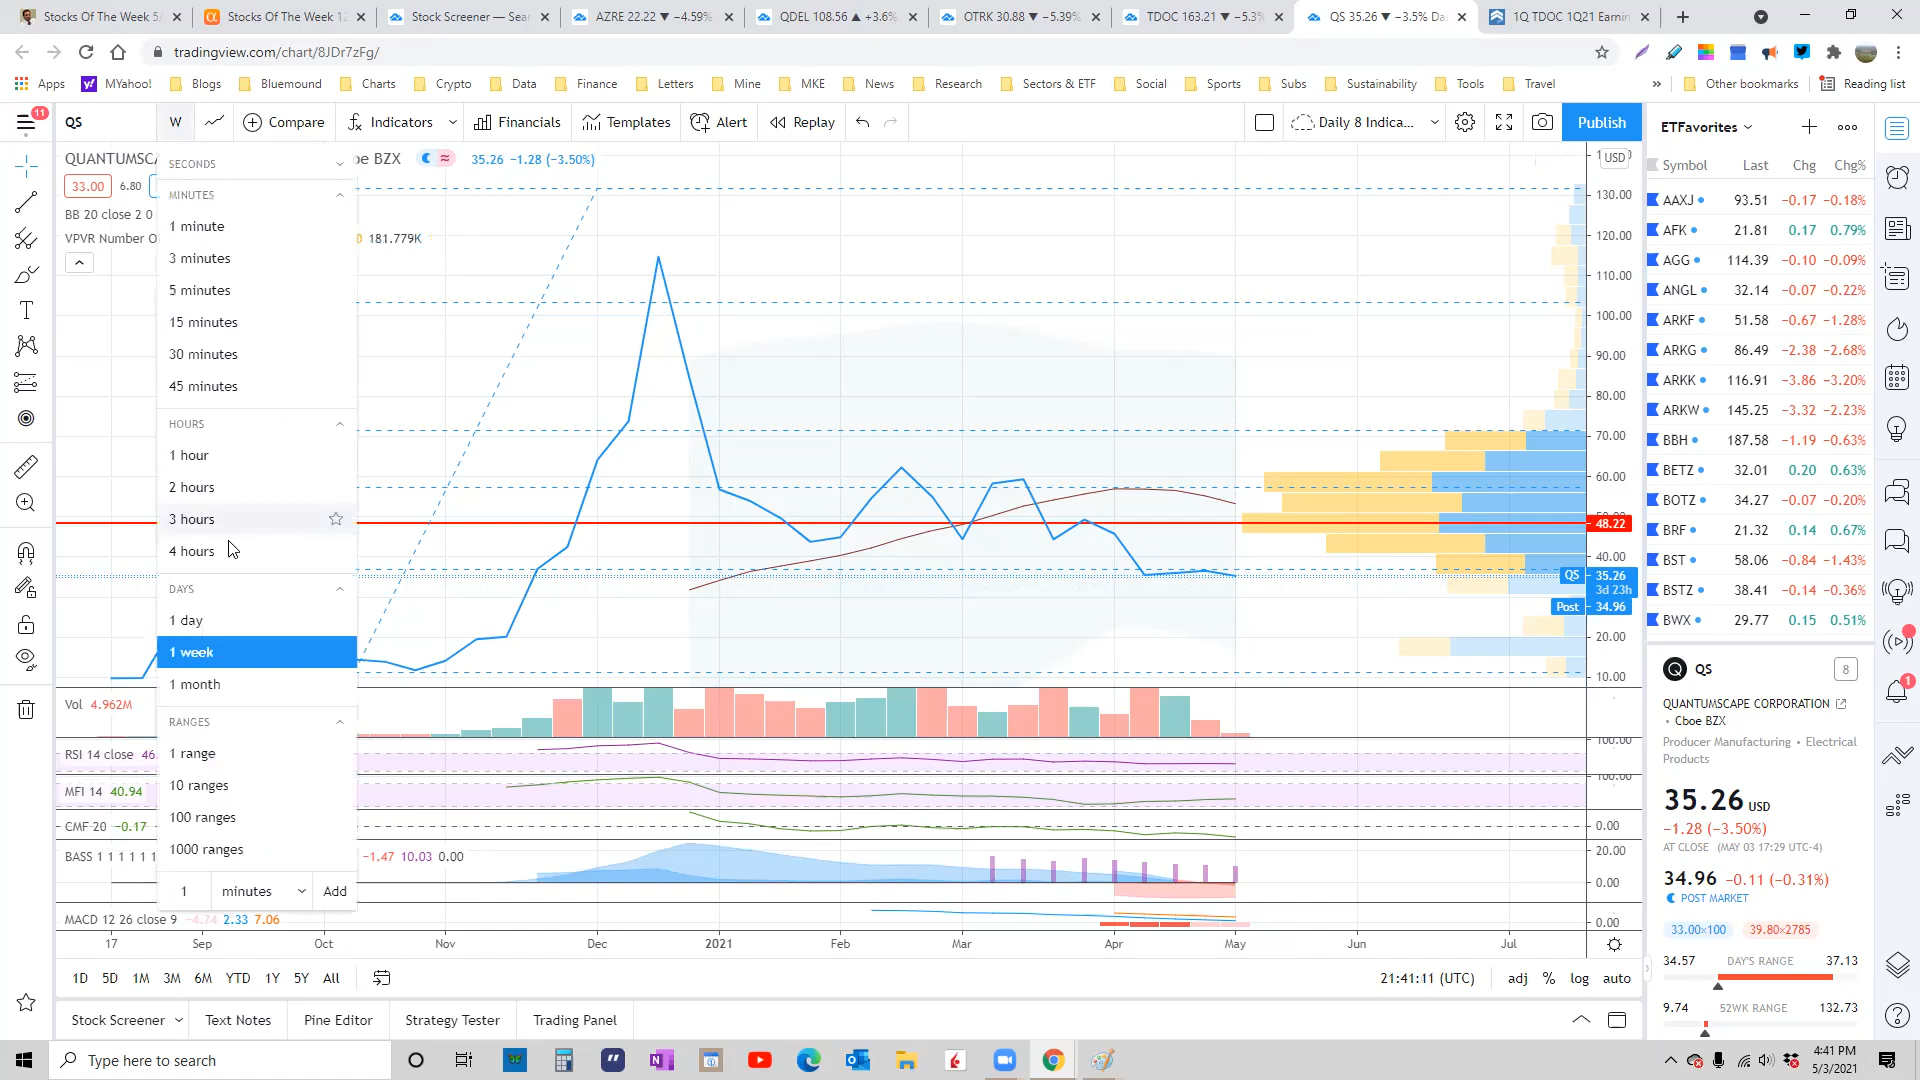 Stocks Of The Week 5/
Stocks Of The Week 12
Stock Screener — Sear
AZRE 22.22 ▼ −4.59%
QDEL 108.56 ▲ +3.6%
OTRK 30.88 ▼ −5.39%
TDOC 163.21 ▼ −5.3%
QS 35.26 ▼ −3.5% Da
1Q TDOC 1Q21 Earnin
tradingview.com/chart/8JDr7zFg/
Apps
MYahoo!
Blogs
Bluemound
Charts
Crypto
Data
Finance
Letters
Mine
MKE
News
Research
Sectors & ETF
Social
Sports
Subs
Sustainability
Tools
Travel
»
Other bookmarks
Reading list
11
QS
W
Compare
Indicators
Financials
Templates
Alert
Replay
Daily 8 Indica...
Publish
QUANTUMSCA
oe BZX
35.26 −1.28 (−3.50%)
33.00
6.80
BB 20 close 2 0
VPVR Number O
0 181.779K
SECONDS
MINUTES
1 minute
3 minutes
5 minutes
15 minutes
30 minutes
45 minutes
HOURS
1 hour
2 hours
3 hours
4 hours
DAYS
1 day
1 week
1 month
RANGES
1 range
10 ranges
100 ranges
1000 ranges
1 minutes Add
USD
130.00
120.00
110.00
100.00
90.00
80.00
70.00
60.00
48.22
40.00
QS 35.26
3d 23h
Post 34.96
20.00
10.00
Vol 4.962M
RSI 14 close 46.
100.00
MFI 14 40.94
100.00
CMF 20 −0.17
0.00
BASS 1 1 1 1 1 1
−1.47 10.03 0.00
20.00
0.00
MACD 12 26 close 9 −4.74 2.33 7.06
0.00
17 Sep Oct Nov Dec 2021 Feb Mar Apr May Jun Jul
1D 5D 1M 3M 6M YTD 1Y 5Y All
21:41:11 (UTC)
adj % log auto
Stock Screener
Text Notes
Pine Editor
Strategy Tester
Trading Panel
ETFavorites
Symbol Last Chg Chg%
AAXJ 93.51 −0.17 −0.18%
AFK 21.81 0.17 0.79%
AGG 114.39 −0.10 −0.09%
ANGL 32.14 −0.07 −0.22%
ARKF 51.58 −0.67 −1.28%
ARKG 86.49 −2.38 −2.68%
ARKK 116.91 −3.86 −3.20%
ARKW 145.25 −3.32 −2.23%
BBH 187.58 −1.19 −0.63%
BETZ 32.01 0.20 0.63%
BOTZ 34.27 −0.07 −0.20%
BRF 21.32 0.14 0.67%
BST 58.06 −0.84 −1.43%
BSTZ 38.41 −0.14 −0.36%
BWX 29.77 0.15 0.51%
Q QS 8
QUANTUMSCAPE CORPORATION
• Cboe BZX
Producer Manufacturing • Electrical
Products
35.26 USD
−1.28 (−3.50%)
AT CLOSE (MAY 03 17:29 UTC-4)
34.96 −0.11 (−0.31%)
POST MARKET
33.00×100 39.80×2785
34.57 DAY'S RANGE 37.13
9.74 52WK RANGE 132.73
1
Type here to search
4:41 PM
5/3/2021